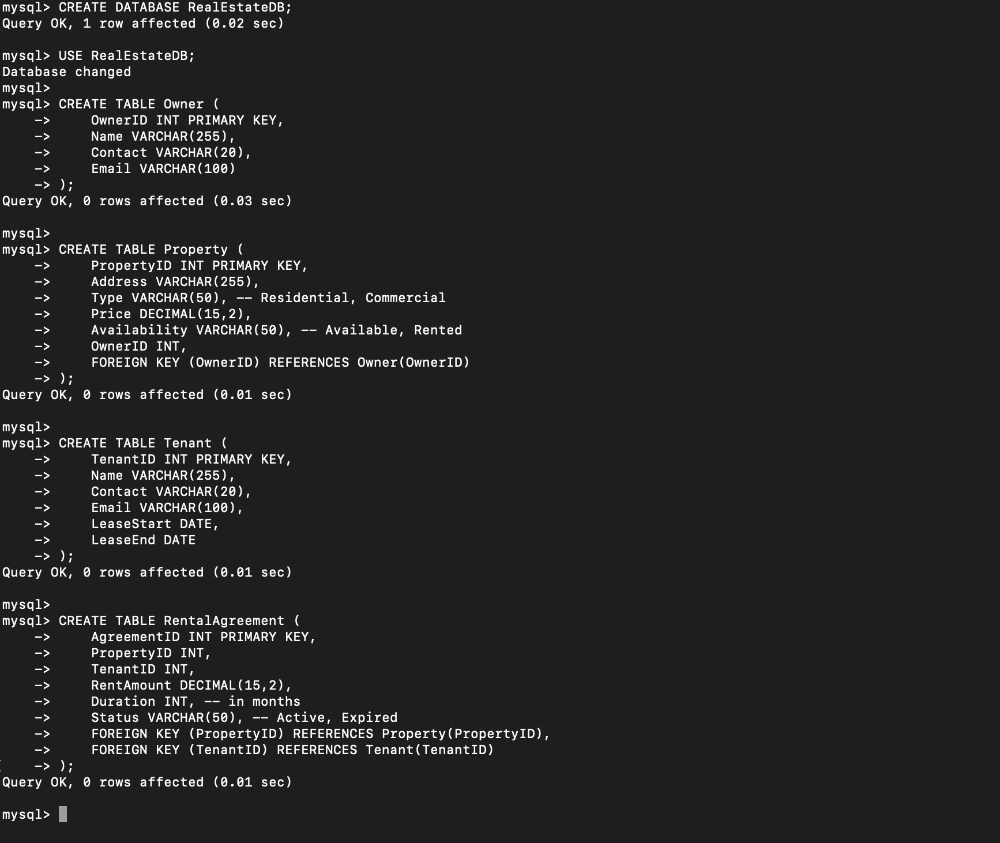 mysql> CREATE DATABASE RealEstateDB;
Query OK, 1 row affected (0.02 sec)
mysql> USE RealEstateDB;
Database changed
mysql>
mysql> CREATE TABLE Owner (
    ->     OwnerID INT PRIMARY KEY,
    ->     Name VARCHAR(255),
    ->     Contact VARCHAR(20),
    ->     Email VARCHAR(100)
    -> );
Query OK, 0 rows affected (0.03 sec)
mysql>
mysql> CREATE TABLE Property (
    ->     PropertyID INT PRIMARY KEY,
    ->     Address VARCHAR(255),
    ->     Type VARCHAR(50), -- Residential, Commercial
    ->     Price DECIMAL(15,2),
    ->     Availability VARCHAR(50), -- Available, Rented
    ->     OwnerID INT,
    ->     FOREIGN KEY (OwnerID) REFERENCES Owner(OwnerID)
    -> );
Query OK, 0 rows affected (0.01 sec)
mysql>
mysql> CREATE TABLE Tenant (
    ->     TenantID INT PRIMARY KEY,
    ->     Name VARCHAR(255),
    ->     Contact VARCHAR(20),
    ->     Email VARCHAR(100),
    ->     LeaseStart DATE,
    ->     LeaseEnd DATE
    -> );
Query OK, 0 rows affected (0.01 sec)
mysql>
mysql> CREATE TABLE RentalAgreement (
    ->     AgreementID INT PRIMARY KEY,
    ->     PropertyID INT,
    ->     TenantID INT,
    ->     RentAmount DECIMAL(15,2),
    ->     Duration INT, -- in months
    ->     Status VARCHAR(50), -- Active, Expired
    ->     FOREIGN KEY (PropertyID) REFERENCES Property(PropertyID),
    ->     FOREIGN KEY (TenantID) REFERENCES Tenant(TenantID)
    -> );
Query OK, 0 rows affected (0.01 sec)
mysql>